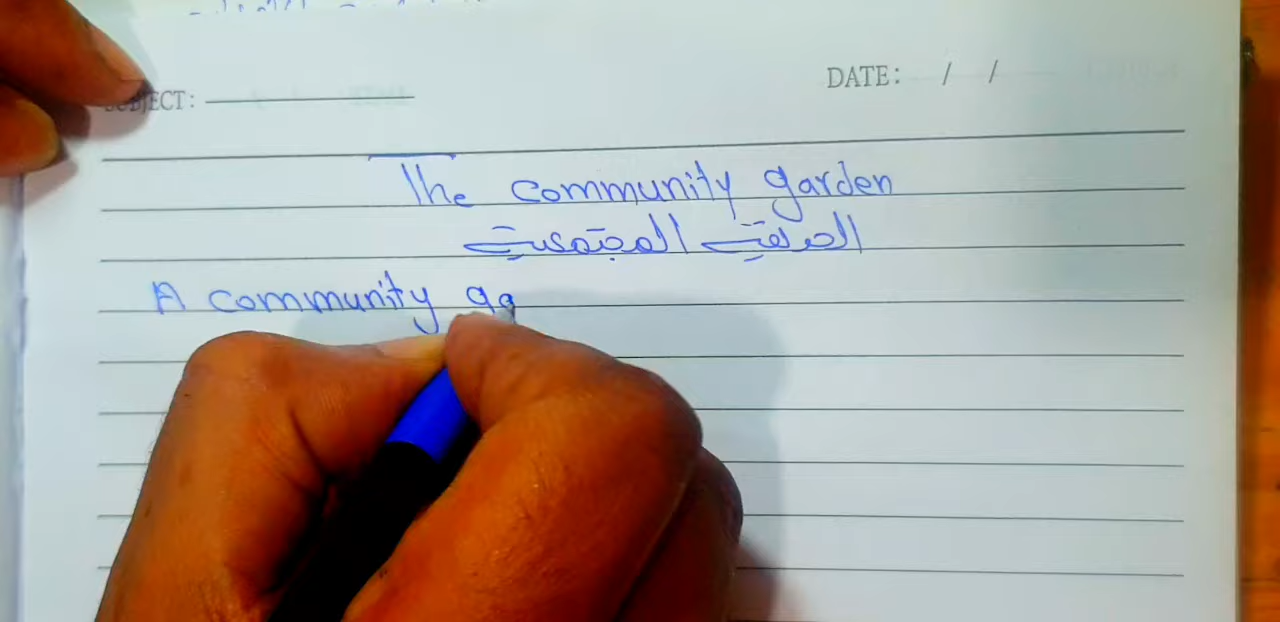 SUBJECT:
DATE: / /
The community garden
الحديقة المجتمعية
A community ga